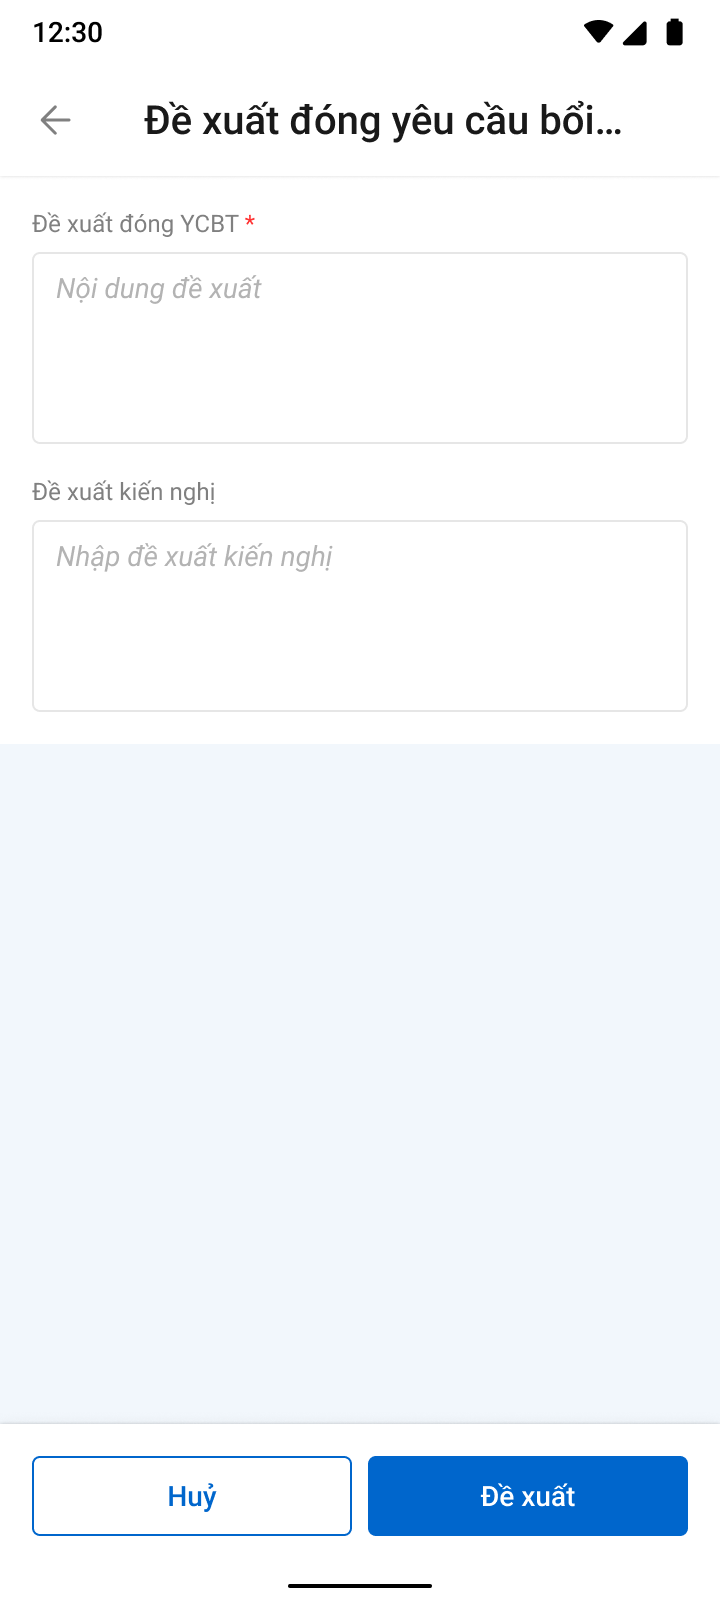 12:30
Đề xuất đóng yêu cầu bổi...
Đề xuất đóng YCBT *
Nội dung đề xuất
Đề xuất kiến nghị
Nhập đề xuất kiến nghị
Huỷ
Đề xuất